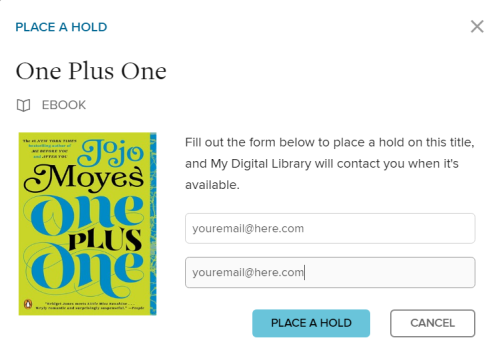 PLACE A HOLD
One Plus One
EBOOK
The #1 NEW YORK TIMES
bestselling author of
ME BEFORE YOU
and AFTER YOU
Jojo
Moyes
One
PLUS
One
Fill out the form below to place a hold on this title,
and My Digital Library will contact you when it's
available.
youremail@here.com
youremail@here.com
PLACE A HOLD
CANCEL